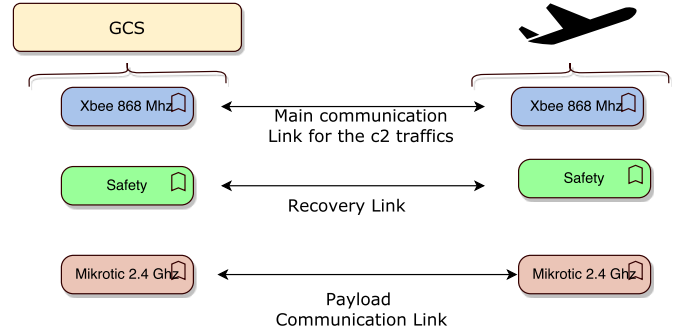 GCS
Xbee 868 Mhz
Main communication
Link for the c2 traffics
Xbee 868 Mhz
Safety
Recovery Link
Safety
Mikrotic 2.4 Ghz
Payload
Communication Link
Mikrotic 2.4 Ghz